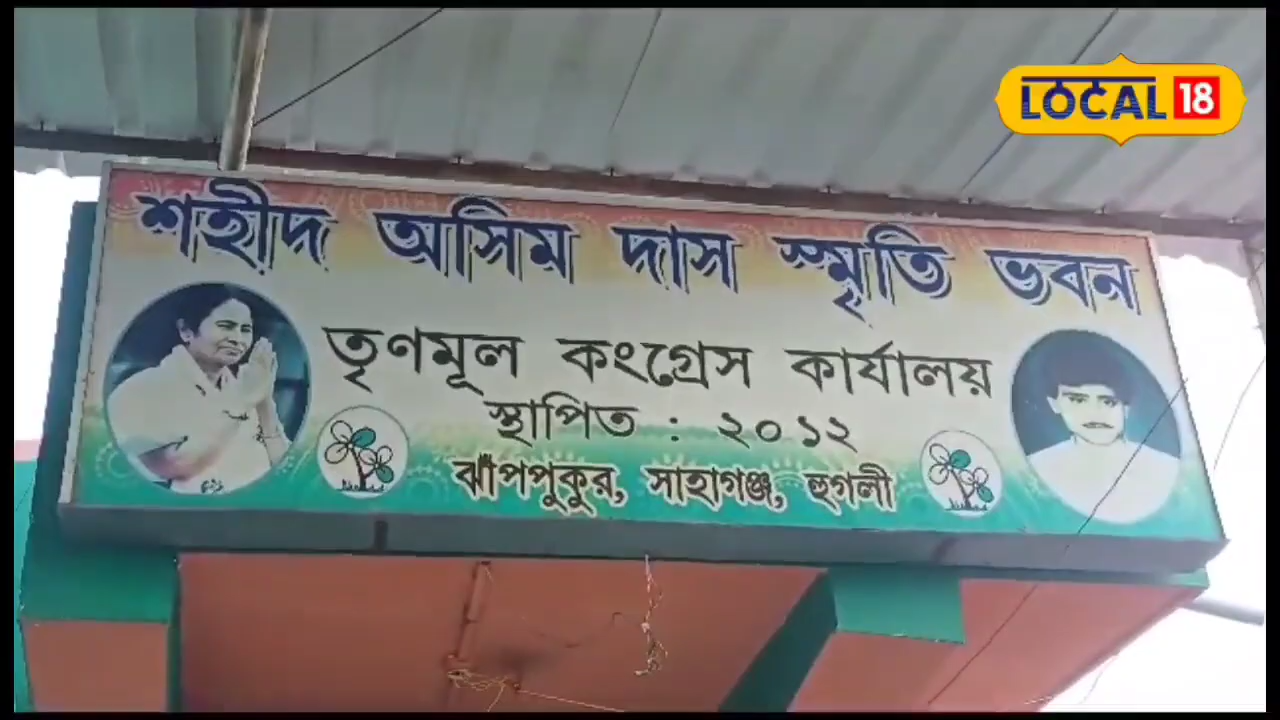 LOCAL 18
শহীদ অসিম দাস স্মৃতি ভবন
তৃণমূল কংগ্রেস কার্যালয়
স্থাপিত : ২০১২
ঝাঁপপুকুর, সাহাগঞ্জ, হুগলী